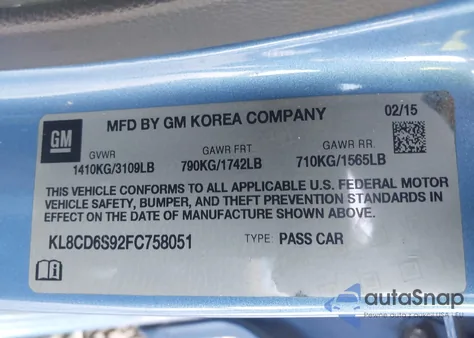 GM
MFD BY GM KOREA COMPANY
02/15
GVWR GAWR FRT GAWR RR.
1410KG/3109LB 790KG/1742LB 710KG/1565LB
THIS VEHICLE CONFORMS TO ALL APPLICABLE U.S. FEDERAL MOTOR
VEHICLE SAFETY, BUMPER, AND THEFT PREVENTION STANDARDS IN
EFFECT ON THE DATE OF MANUFACTURE SHOWN ABOVE.
KL8CD6S92FC758051 TYPE: PASS CAR
autoSnap